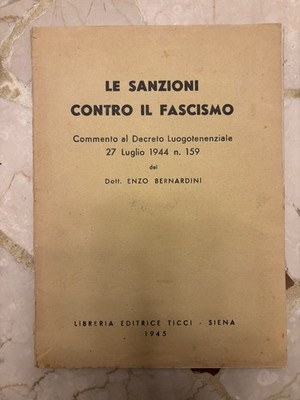 LE SANZIONI
CONTRO IL FASCISMO
Commento al Decreto Luogotenenziale
27 Luglio 1944 n. 159
del
Dott. ENZO BERNARDINI
LIBRERIA EDITRICE TICCI - SIENA
1945